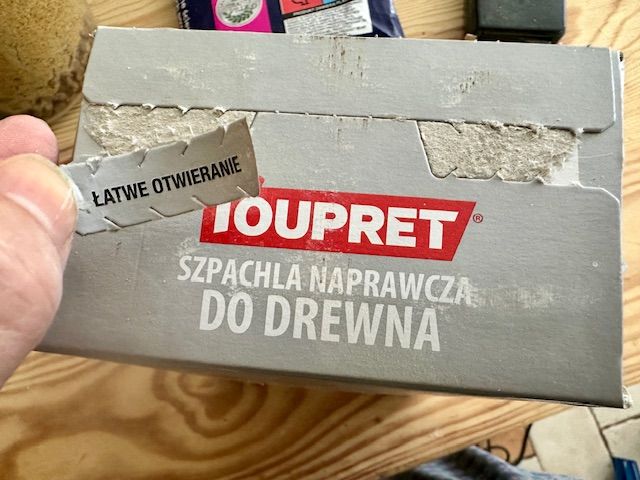 ŁATWE OTWIERANIE
TOUPRET®
SZPACHLA NAPRAWCZA
DO DREWNA